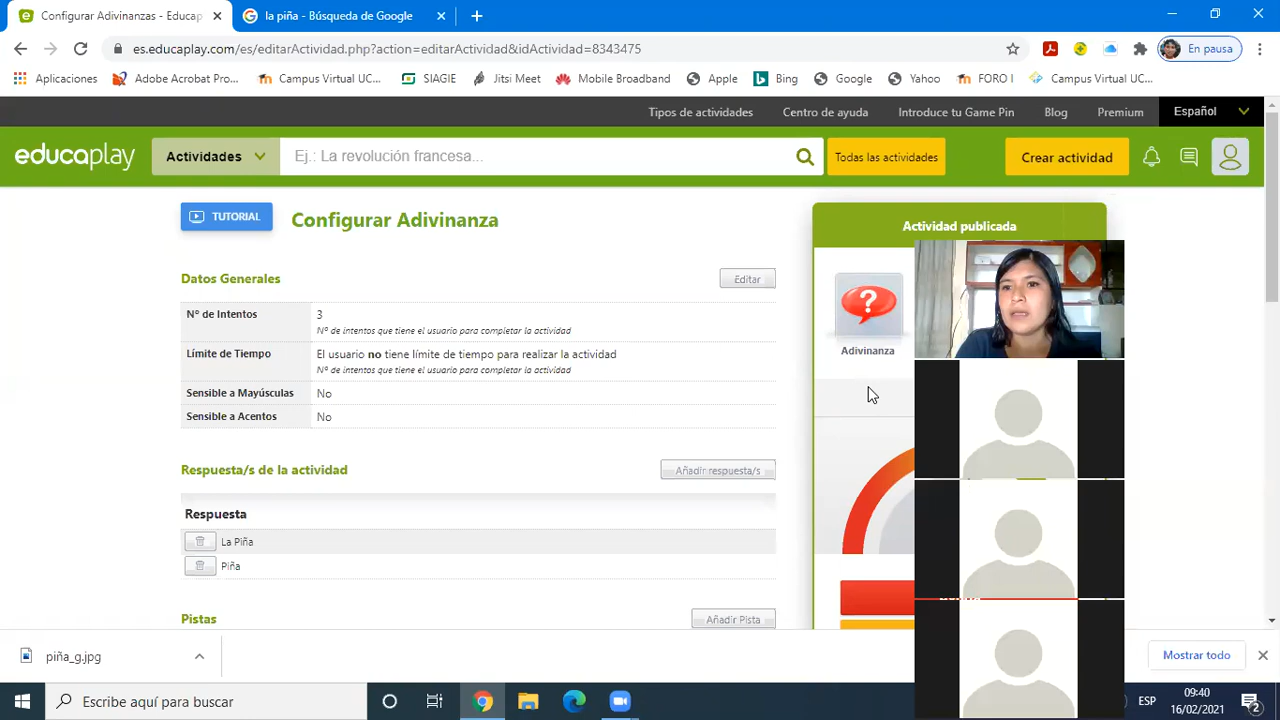 Configurar Adivinanzas - Educap
la piña - Búsqueda de Google
es.educaplay.com/es/editarActividad.php?action=editarActividad&idActividad=8343475
En pausa
Aplicaciones
Adobe Acrobat Pro...
Campus Virtual UC...
SIAGIE
Jitsi Meet
Mobile Broadband
Apple
Bing
Google
Yahoo
FORO I
Campus Virtual UC...
Tipos de actividades
Centro de ayuda
Introduce tu Game Pin
Blog
Premium
Español
educaplay
Actividades
Ej.: La revolución francesa...
Todas las actividades
Crear actividad
TUTORIAL
Configurar Adivinanza
Actividad publicada
Datos Generales
Editar
Nº de Intentos
3
Nº de intentos que tiene el usuario para completar la actividad
Límite de Tiempo
El usuario no tiene límite de tiempo para realizar la actividad
Nº de intentos que tiene el usuario para completar la actividad
Sensible a Mayúsculas
No
Sensible a Acentos
No
?
Adivinanza
Respuesta/s de la actividad
Añadir respuesta/s
Respuesta
La Piña
Piña
Pistas
Añadir Pista
piña_g.jpg
Mostrar todo
Escribe aquí para buscar
ESP
09:40
16/02/2021
2